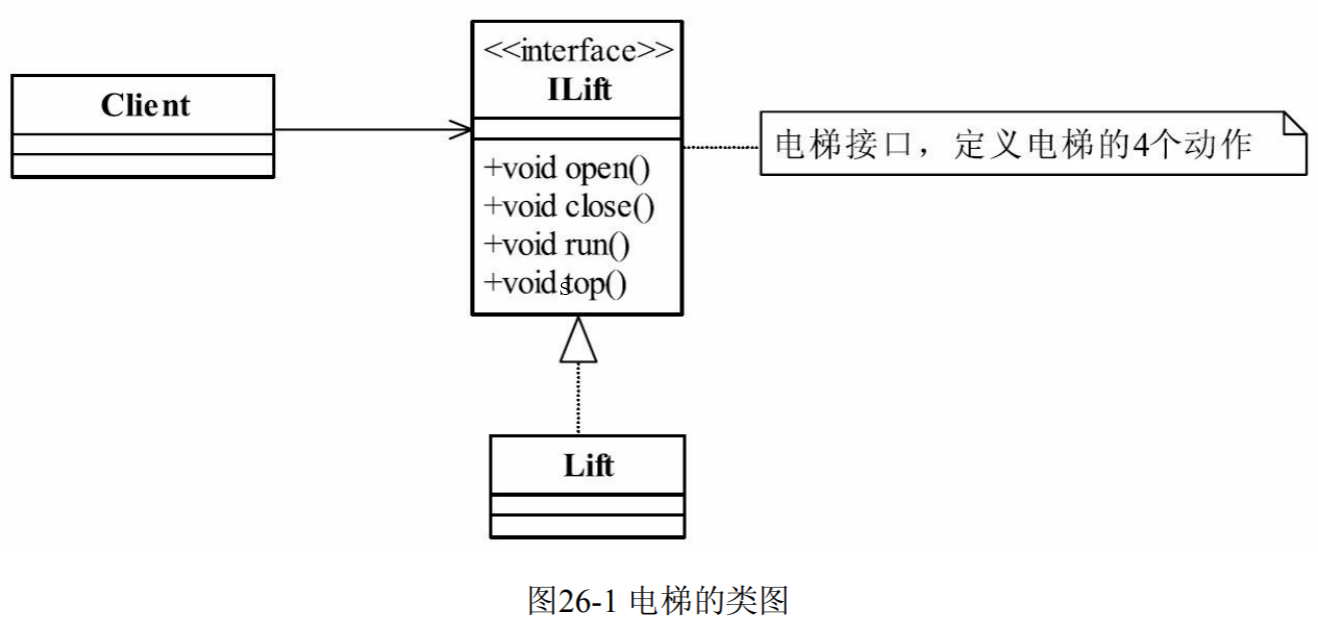 <<interface>>
ILift
Client
电梯接口，定义电梯的4个动作
+void open()
+void close()
+void run()
+void stop()
Lift
图26-1 电梯的类图